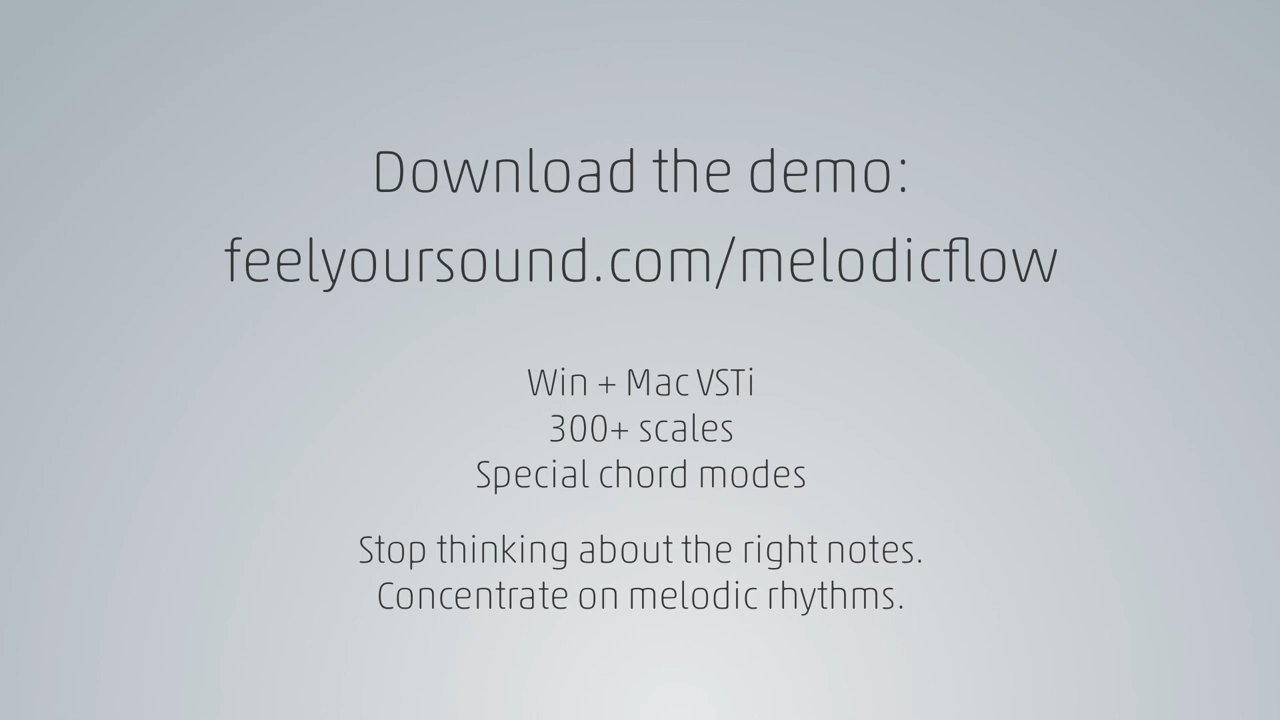 Download the demo:
feelyoursound.com/melodicflow
Win + Mac VSTi
300+ scales
Special chord modes
Stop thinking about the right notes.
Concentrate on melodic rhythms.